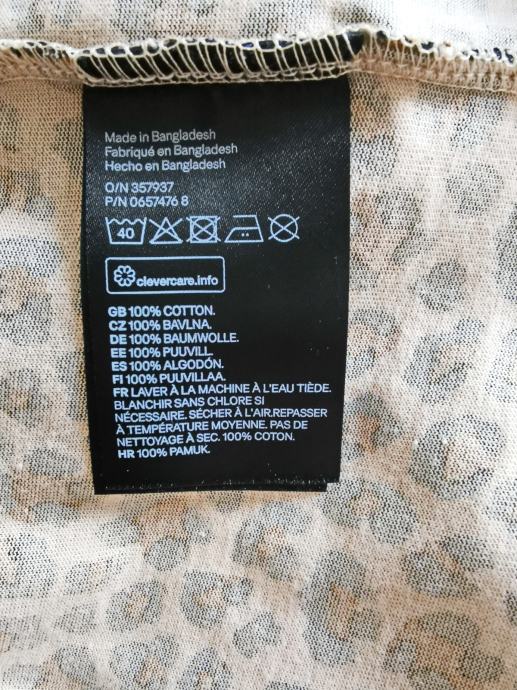 Made in Bangladesh
Fabriqué en Bangladesh
Hecho en Bangladesh
O/N 357937
P/N 0657476 8
40
clevercare.info
GB 100% COTTON.
CZ 100% BAVLNA.
DE 100% BAUMWOLLE.
EE 100% PUUVILL.
ES 100% ALGODÓN.
FI 100% PUUVILLAA.
FR LAVER À LA MACHINE À L'EAU TIÈDE.
BLANCHIR SANS CHLORE SI
NÉCESSAIRE. SÉCHER À L'AIR.REPASSER
À TEMPÉRATURE MOYENNE. PAS DE
NETTOYAGE À SEC. 100% COTON.
HR 100% PAMUK.